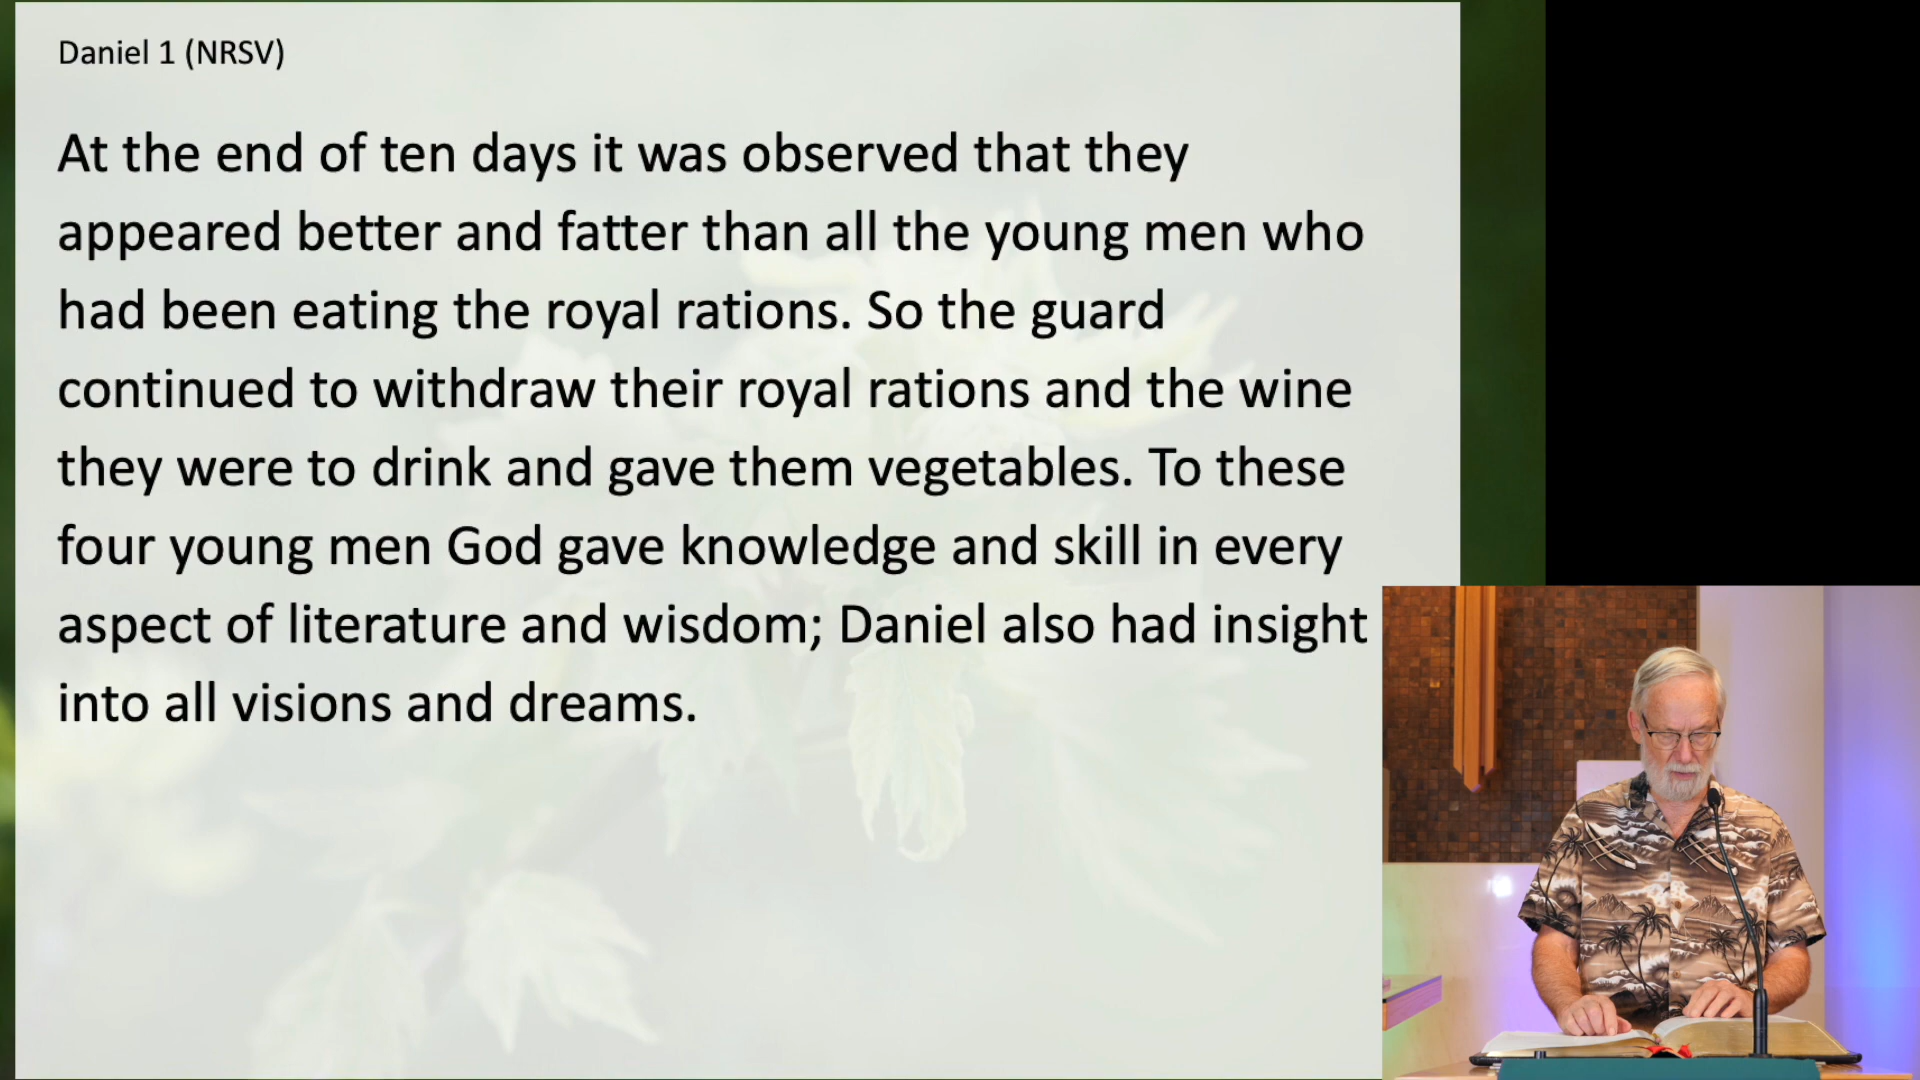 Daniel 1 (NRSV)
At the end of ten days it was observed that they
appeared better and fatter than all the young men who
had been eating the royal rations. So the guard
continued to withdraw their royal rations and the wine
they were to drink and gave them vegetables. To these
four young men God gave knowledge and skill in every
aspect of literature and wisdom; Daniel also had insight
into all visions and dreams.